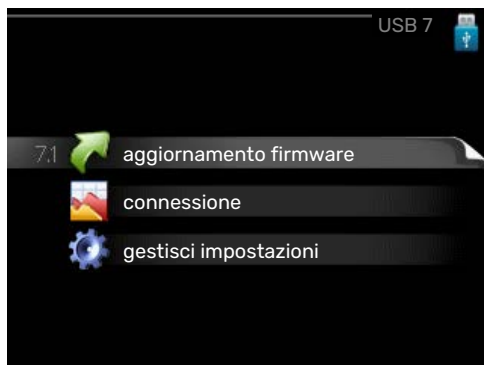 USB 7
7.1 aggiornamento firmware
connessione
gestisci impostazioni